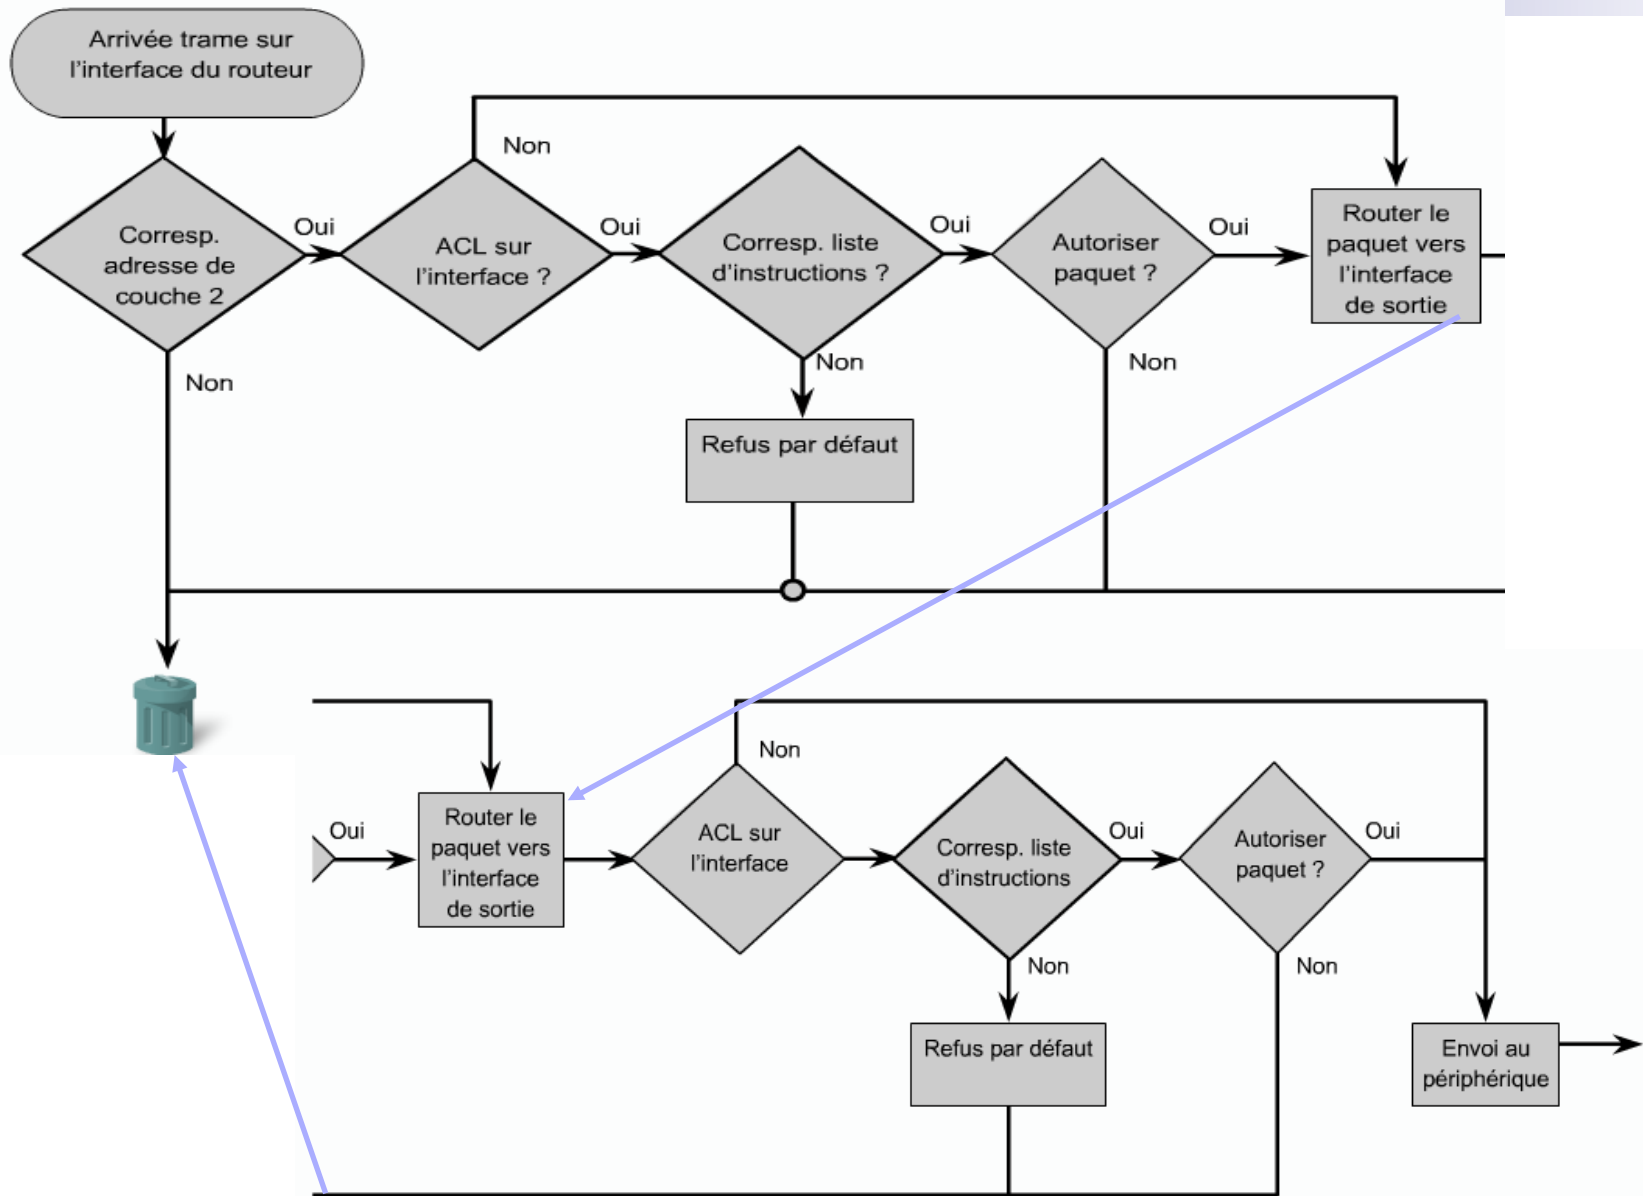 Arrivée trame sur
l'interface du routeur
Non
Corresp.
adresse de
couche 2
Oui
ACL sur
l'interface ?
Oui
Corresp. liste
d'instructions ?
Oui
Autoriser
paquet ?
Oui
Router le
paquet vers
l'interface
de sortie
Non
Non
Non
Refus par défaut
Non
Oui
Router le
paquet vers
l'interface
de sortie
ACL sur
l'interface
Corresp. liste
d'instructions
Oui
Autoriser
paquet ?
Oui
Non
Non
Refus par défaut
Envoi au
périphérique